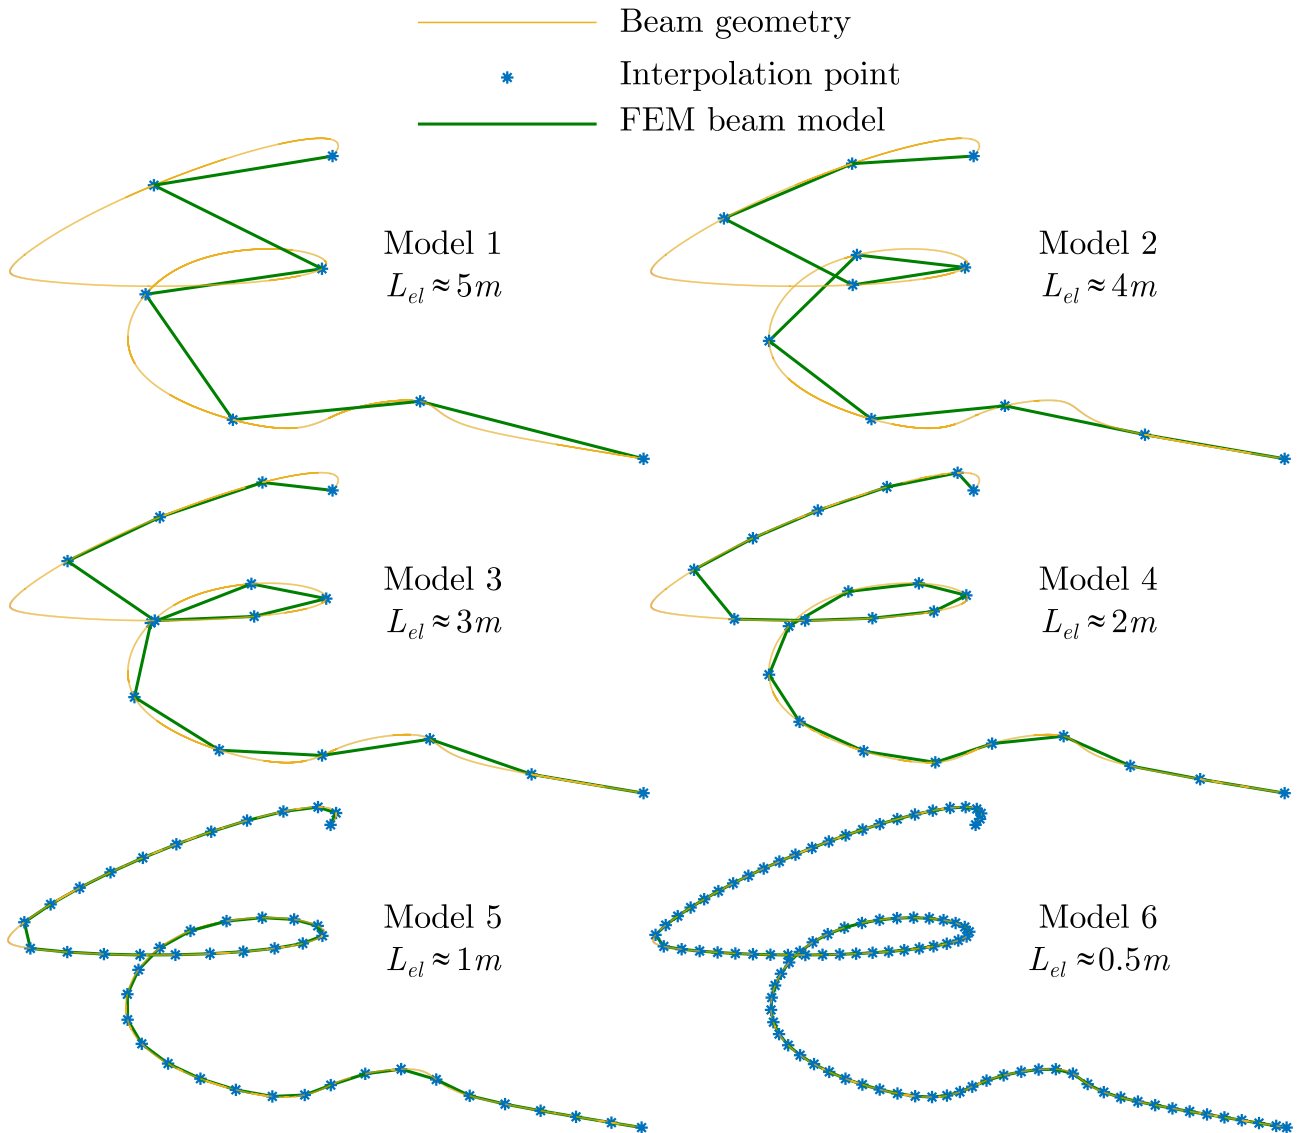 Beam geometry
Interpolation point
FEM beam model
Model 1
L_el ≈ 5m
Model 2
L_el ≈ 4m
Model 3
L_el ≈ 3m
Model 4
L_el ≈ 2m
Model 5
L_el ≈ 1m
Model 6
L_el ≈ 0.5m